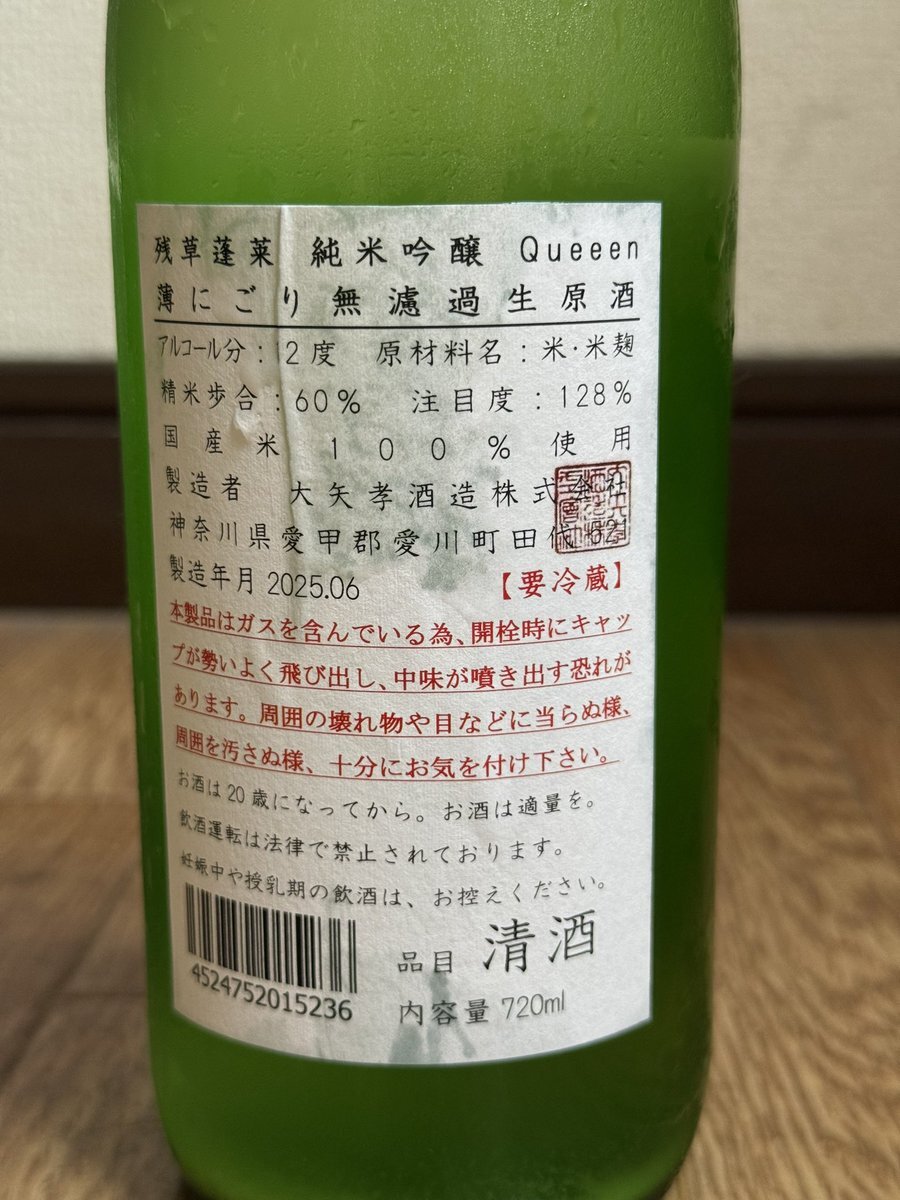 残草蓬莱 純米吟醸 Queeen
薄にごり無濾過生原酒
アルコール分:12度 原材料名:米・米麹
精米歩合:60% 注目度:128%
国産米100%使用
製造者 大矢孝酒造株式会社
神奈川県愛甲郡愛川町田代521
製造年月 2025.06 【要冷蔵】
本製品はガスを含んでいる為、開栓時にキャッ
プが勢いよく飛び出し、中味が噴き出す恐れが
あります。周囲の壊れ物や目などに当らぬ様、
周囲を汚さぬ様、十分にお気を付け下さい。
お酒は20歳になってから。お酒は適量を。
飲酒運転は法律で禁止されております。
妊娠中や授乳期の飲酒は、お控えください。
4524752015236
品目 清酒
内容量 720ml